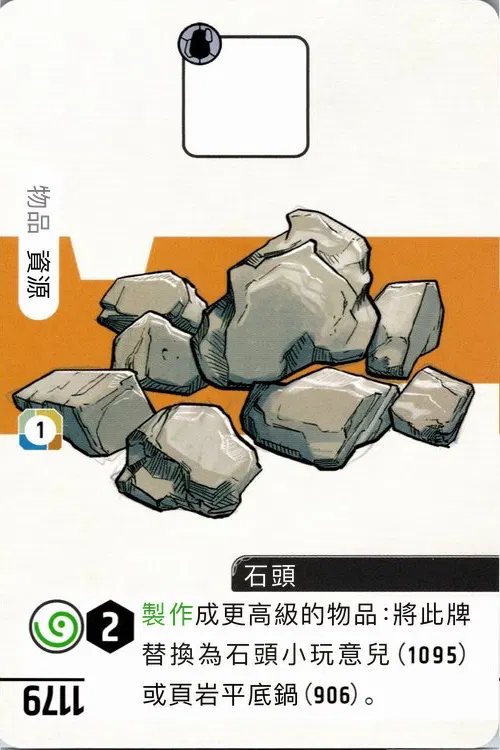 物品 資源
1
石頭
2
製作成更高級的物品:將此牌
替換為石頭小玩意兒(1095)
或頁岩平底鍋(906)。
1179